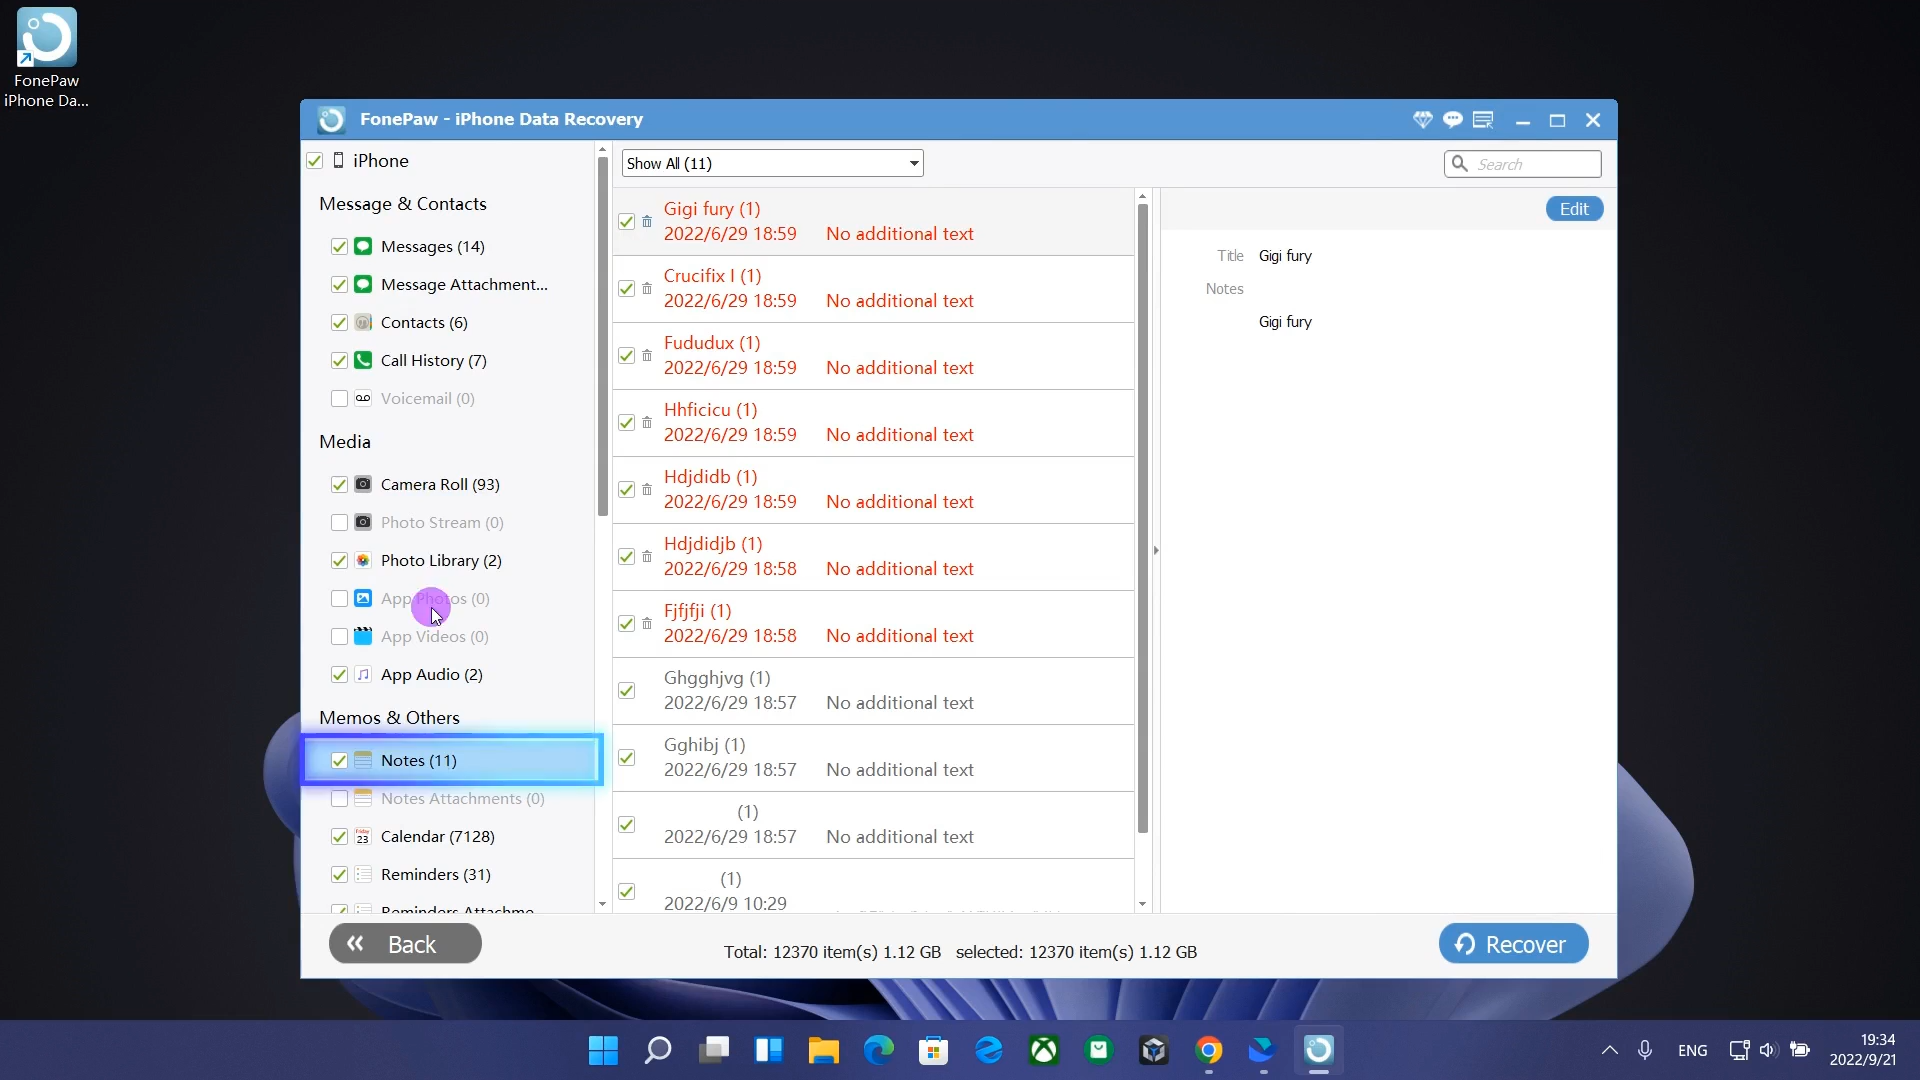 FonePaw
iPhone Da...
FonePaw - iPhone Data Recovery
iPhone
Message & Contacts
Messages (14)
Message Attachment...
Contacts (6)
Call History (7)
Voicemail (0)
Media
Camera Roll (93)
Photo Stream (0)
Photo Library (2)
App Photos (0)
App Videos (0)
App Audio (2)
Memos & Others
Notes (11)
Notes Attachments (0)
Calendar (7128)
Reminders (31)
Reminders Attachme...
Show All (11)
Search
Gigi fury (1)
2022/6/29 18:59 No additional text
Crucifix I (1)
2022/6/29 18:59 No additional text
Fududux (1)
2022/6/29 18:59 No additional text
Hhficicu (1)
2022/6/29 18:59 No additional text
Hdjdidb (1)
2022/6/29 18:59 No additional text
Hdjdidjb (1)
2022/6/29 18:58 No additional text
Fjfjfji (1)
2022/6/29 18:58 No additional text
Ghgghjvg (1)
2022/6/29 18:57 No additional text
Gghibj (1)
2022/6/29 18:57 No additional text
(1)
2022/6/29 18:57 No additional text
(1)
2022/6/9 10:29
Edit
Title Gigi fury
Notes
Gigi fury
Back
Total: 12370 item(s) 1.12 GB selected: 12370 item(s) 1.12 GB
Recover
ENG
19:34
2022/9/21